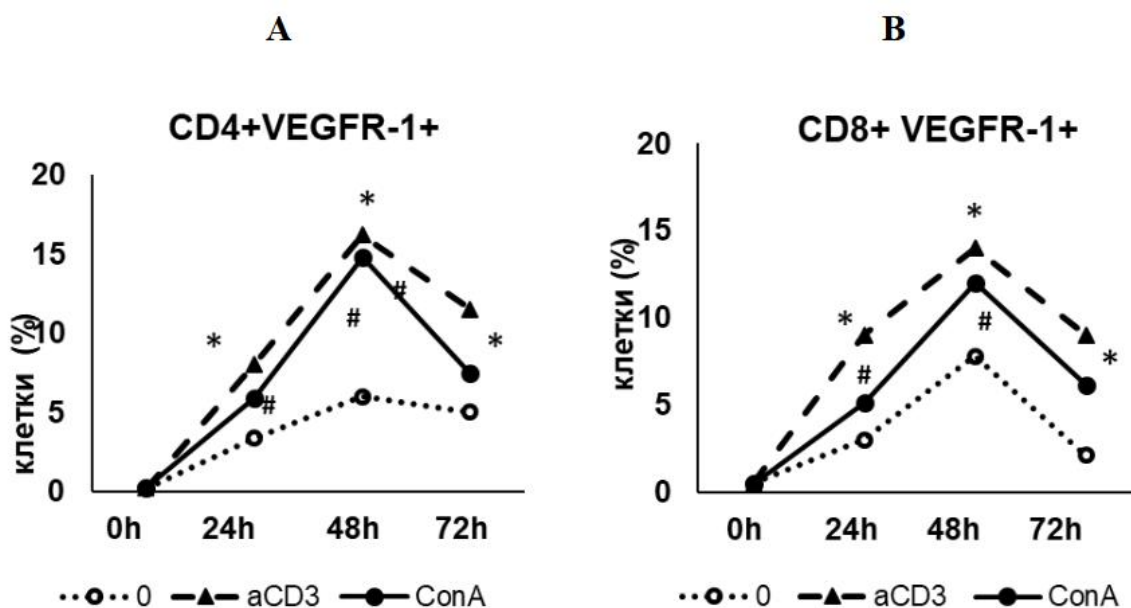 A
CD4+VEGFR-1+
клетки (%)
20
15
10
5
0
*
*
*
#
#
#
0h 24h 48h 72h
0 aCD3 ConA
B
CD8+ VEGFR-1+
клетки (%)
20
15
10
5
0
*
*
*
#
#
0h 24h 48h 72h
0 aCD3 ConA